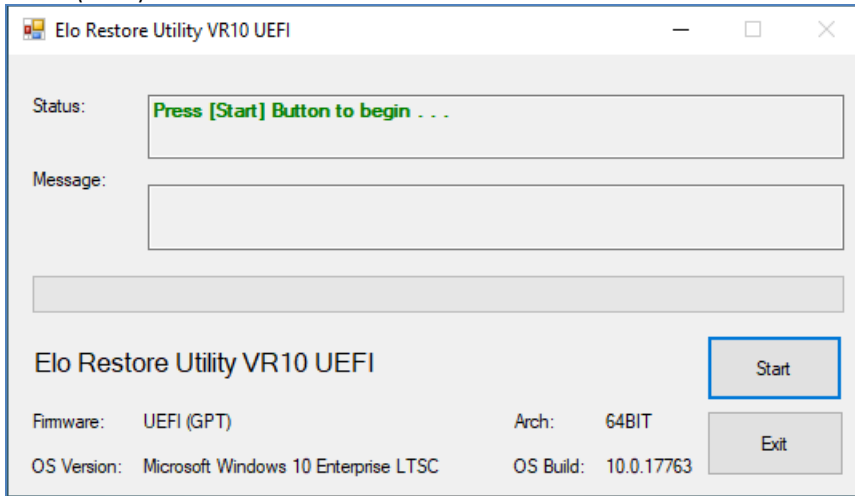 Elo Restore Utility VR10 UEFI
Status:
Press [Start] Button to begin . . .
Message:
Elo Restore Utility VR10 UEFI
Start
Firmware: UEFI (GPT) Arch: 64BIT
Exit
OS Version: Microsoft Windows 10 Enterprise LTSC OS Build: 10.0.17763